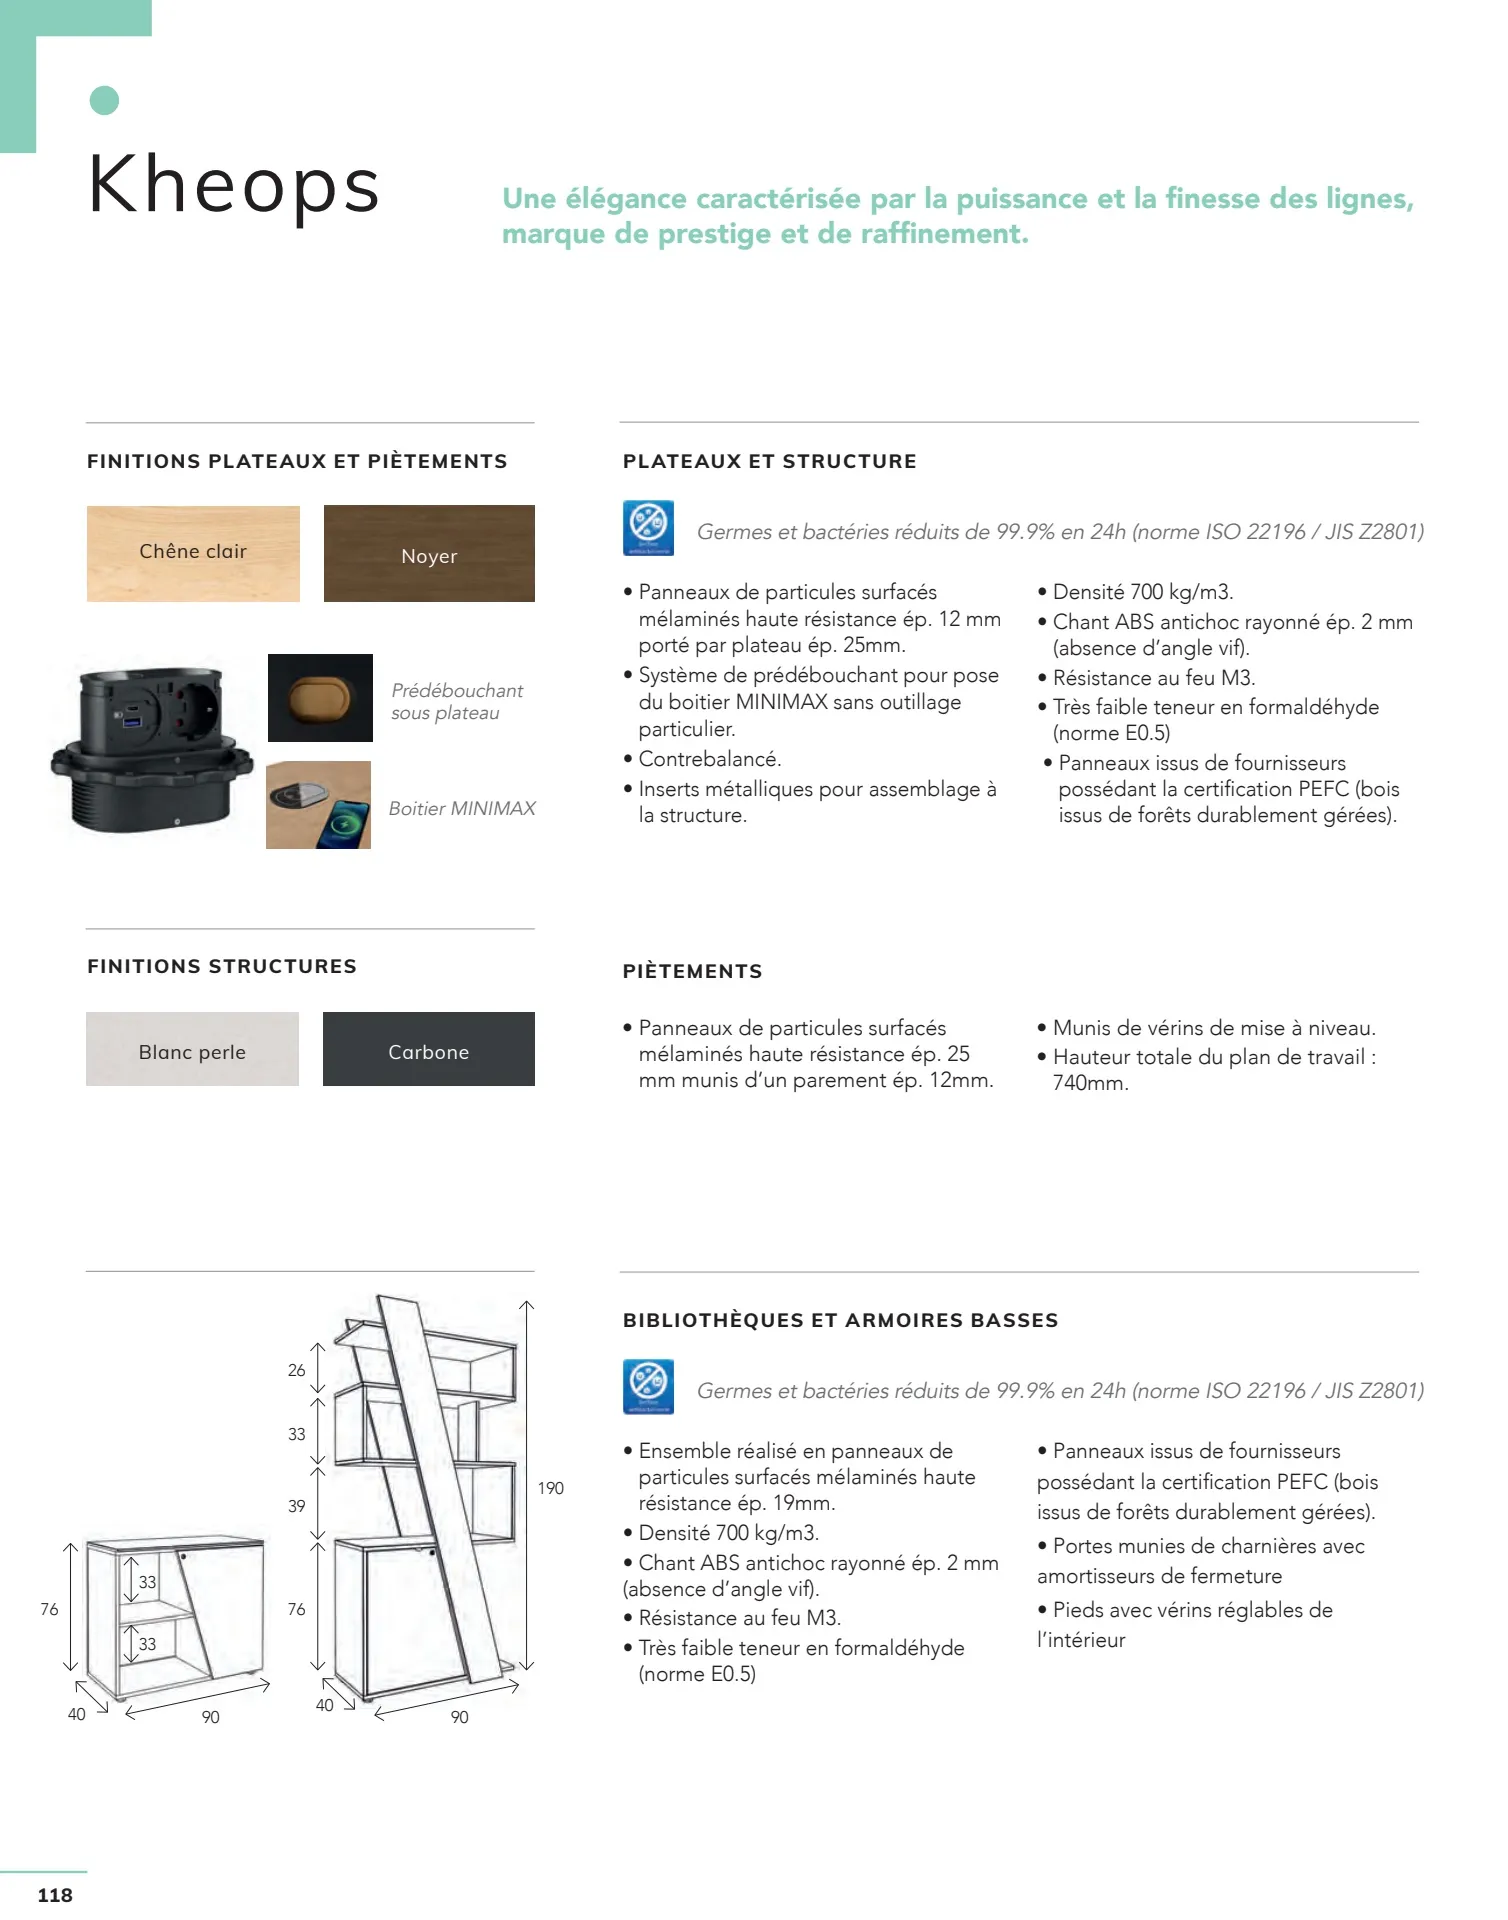 Kheops
Une élégance caractérisée par la puissance et la finesse des lignes,
marque de prestige et de raffinement.
FINITIONS PLATEAUX ET PIÈTEMENTS
Chêne clair
Noyer
Prédébouchant
sous plateau
Boitier MINIMAX
PLATEAUX ET STRUCTURE
Germes et bactéries réduits de 99.9% en 24h (norme ISO 22196 / JIS Z2801)
• Panneaux de particules surfacés
mélaminés haute résistance ép. 12 mm
porté par plateau ép. 25mm.
• Système de prédébouchant pour pose
du boitier MINIMAX sans outillage
particulier.
• Contrebalancé.
• Inserts métalliques pour assemblage à
la structure.
• Densité 700 kg/m3.
• Chant ABS antichoc rayonné ép. 2 mm
(absence d’angle vif).
• Résistance au feu M3.
• Très faible teneur en formaldéhyde
(norme E0.5)
• Panneaux issus de fournisseurs
possédant la certification PEFC (bois
issus de forêts durablement gérées).
FINITIONS STRUCTURES
Blanc perle
Carbone
PIÈTEMENTS
• Panneaux de particules surfacés
mélaminés haute résistance ép. 25
mm munis d’un parement ép. 12mm.
• Munis de vérins de mise à niveau.
• Hauteur totale du plan de travail :
740mm.
76
33
33
40
90
26
33
39
76
190
40
90
BIBLIOTHÈQUES ET ARMOIRES BASSES
Germes et bactéries réduits de 99.9% en 24h (norme ISO 22196 / JIS Z2801)
• Ensemble réalisé en panneaux de
particules surfacés mélaminés haute
résistance ép. 19mm.
• Densité 700 kg/m3.
• Chant ABS antichoc rayonné ép. 2 mm
(absence d’angle vif).
• Résistance au feu M3.
• Très faible teneur en formaldéhyde
(norme E0.5)
• Panneaux issus de fournisseurs
possédant la certification PEFC (bois
issus de forêts durablement gérées).
• Portes munies de charnières avec
amortisseurs de fermeture
• Pieds avec vérins réglables de
l’intérieur
118